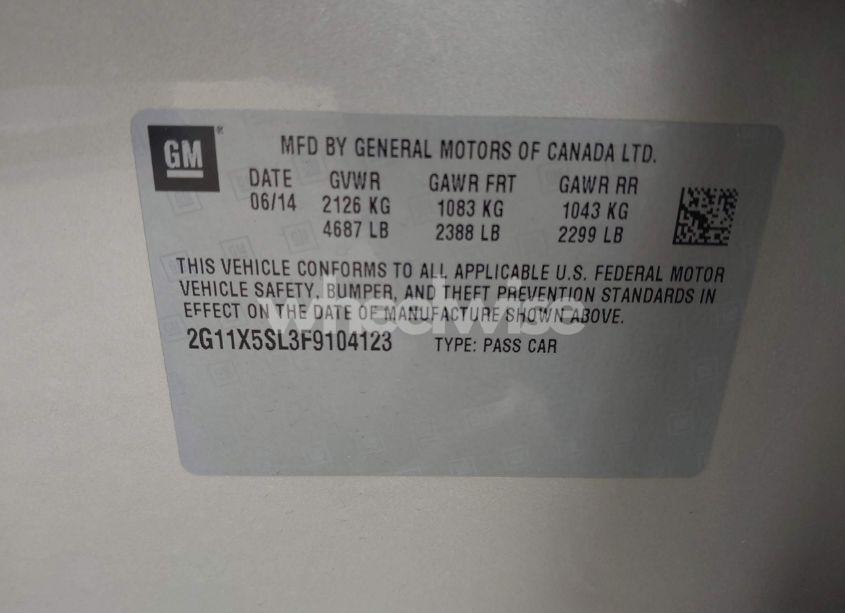 GM®
MFD BY GENERAL MOTORS OF CANADA LTD.
DATE GVWR GAWR FRT GAWR RR
06/14 2126 KG 1083 KG 1043 KG
4687 LB 2388 LB 2299 LB
THIS VEHICLE CONFORMS TO ALL APPLICABLE U.S. FEDERAL MOTOR
VEHICLE SAFETY, BUMPER, AND THEFT PREVENTION STANDARDS IN
EFFECT ON THE DATE OF MANUFACTURE SHOWN ABOVE.
wheelwise
2G11X5SL3F9104123 TYPE: PASS CAR